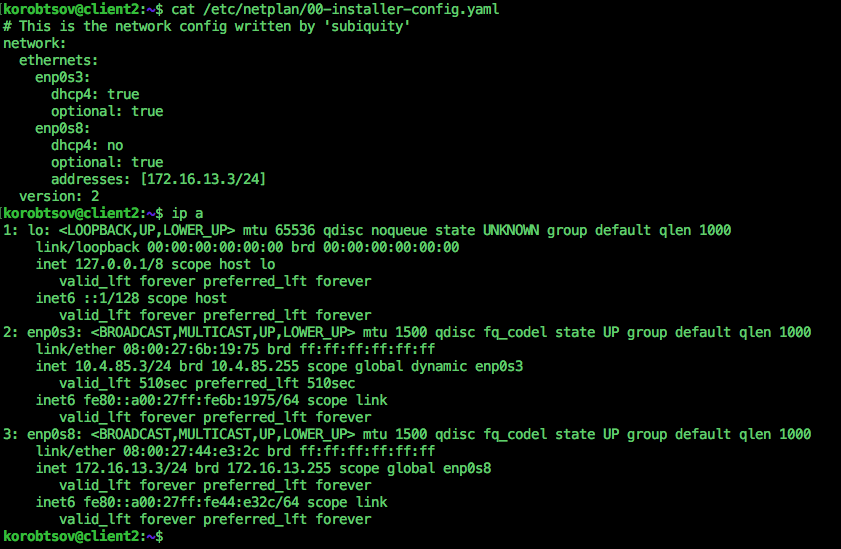 [korobtsov@client2:~$ cat /etc/netplan/00-installer-config.yaml
# This is the network config written by 'subiquity'
network:
  ethernets:
    enp0s3:
      dhcp4: true
      optional: true
    enp0s8:
      dhcp4: no
      optional: true
      addresses: [172.16.13.3/24]
  version: 2
[korobtsov@client2:~$ ip a
1: lo: <LOOPBACK,UP,LOWER_UP> mtu 65536 qdisc noqueue state UNKNOWN group default qlen 1000
    link/loopback 00:00:00:00:00:00 brd 00:00:00:00:00:00
    inet 127.0.0.1/8 scope host lo
       valid_lft forever preferred_lft forever
    inet6 ::1/128 scope host
       valid_lft forever preferred_lft forever
2: enp0s3: <BROADCAST,MULTICAST,UP,LOWER_UP> mtu 1500 qdisc fq_codel state UP group default qlen 1000
    link/ether 08:00:27:6b:19:75 brd ff:ff:ff:ff:ff:ff
    inet 10.4.85.3/24 brd 10.4.85.255 scope global dynamic enp0s3
       valid_lft 510sec preferred_lft 510sec
    inet6 fe80::a00:27ff:fe6b:1975/64 scope link
       valid_lft forever preferred_lft forever
3: enp0s8: <BROADCAST,MULTICAST,UP,LOWER_UP> mtu 1500 qdisc fq_codel state UP group default qlen 1000
    link/ether 08:00:27:44:e3:2c brd ff:ff:ff:ff:ff:ff
    inet 172.16.13.3/24 brd 172.16.13.255 scope global enp0s8
       valid_lft forever preferred_lft forever
    inet6 fe80::a00:27ff:fe44:e32c/64 scope link
       valid_lft forever preferred_lft forever
korobtsov@client2:~$